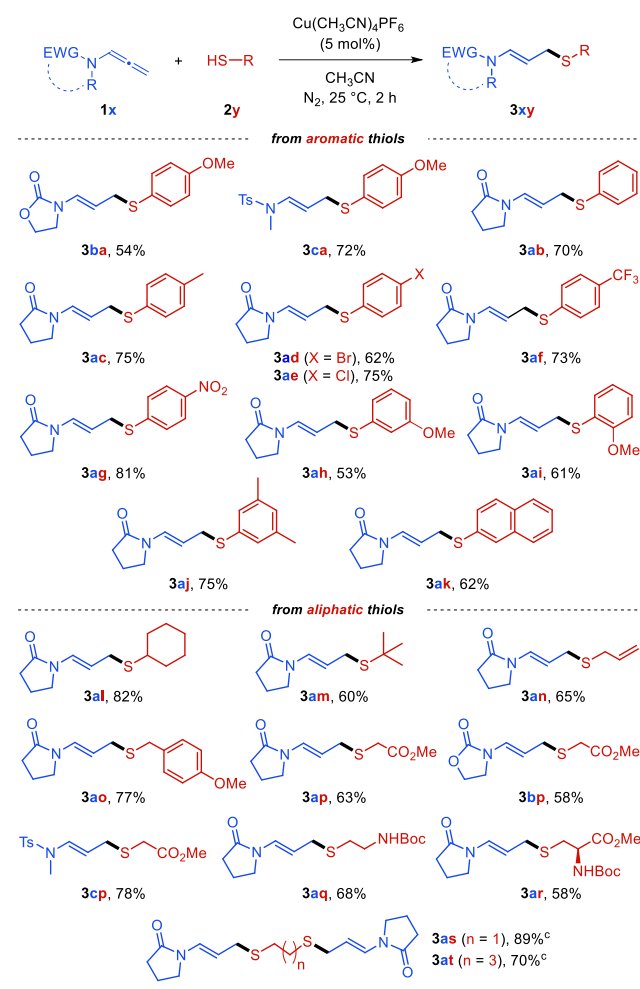 EWG N R
1x
+
HS R
2y
Cu(CH3CN)4PF6
(5 mol%)
CH3CN
N2, 25 °C, 2 h
EWG N R S R
3xy
from aromatic thiols
O O N S OMe
3ba, 54%
Ts N S OMe
3ca, 72%
O N S
3ab, 70%
O N S
3ac, 75%
O N S X
3ad (X = Br), 62%
3ae (X = Cl), 75%
O N S CF3
3af, 73%
O N S NO2
3ag, 81%
O N S OMe
3ah, 53%
O N S OMe
3ai, 61%
O N S
3aj, 75%
O N S
3ak, 62%
from aliphatic thiols
O N S
3al, 82%
O N S
3am, 60%
O N S
3an, 65%
O N S OMe
3ao, 77%
O N S CO2Me
3ap, 63%
O O N S CO2Me
3bp, 58%
Ts N S CO2Me
3cp, 78%
O N S NHBoc
3aq, 68%
O N S CO2Me NHBoc
3ar, 58%
O N S ( ) n S N O
3as (n = 1), 89%c
3at (n = 3), 70%c